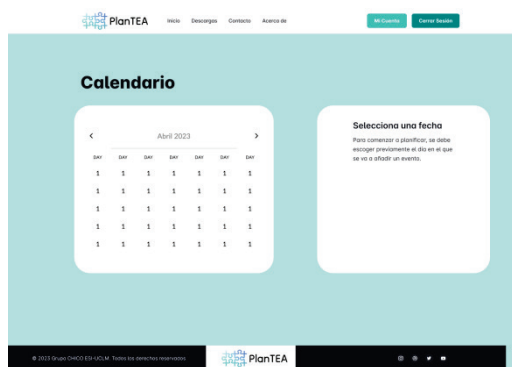 PlanTEA
Inicio Descargas Contacto Acerca de
Mi Cuenta Cerrar Sesión
Calendario
< Abril 2023 >
DAY DAY DAY DAY DAY DAY DAY
1 1 1 1 1 1 1
1 1 1 1 1 1 1
1 1 1 1 1 1 1
1 1 1 1 1 1 1
1 1 1 1 1 1 1
Selecciona una fecha
Para comenzar a planificar, se debe
escoger previamente el día en el que
se va a añadir un evento.
© 2023 Grupo CHICO ESI-UCLM. Todos los derechos reservados
PlanTEA